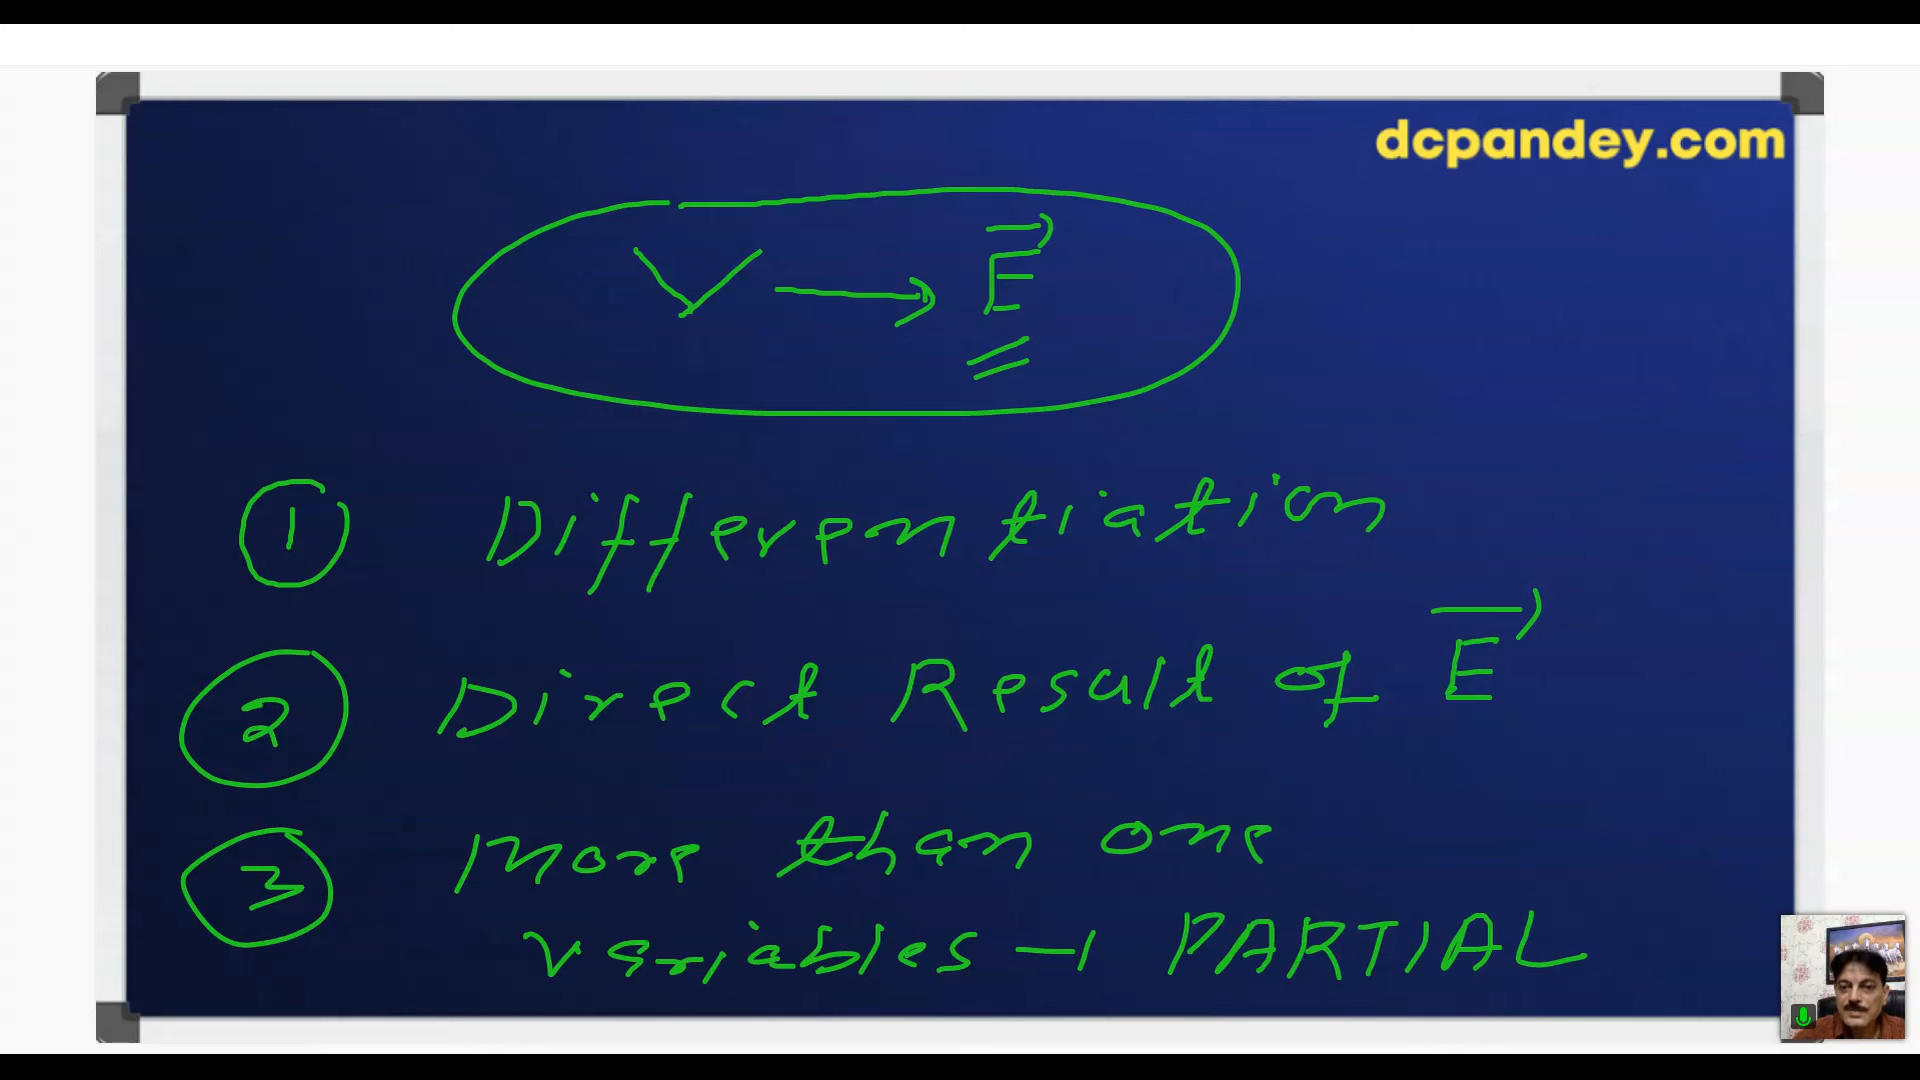 dcpandey.com
V → E⃗
1 Differentiation
2 Direct Result of E⃗
3 More than one
variables → PARTIAL